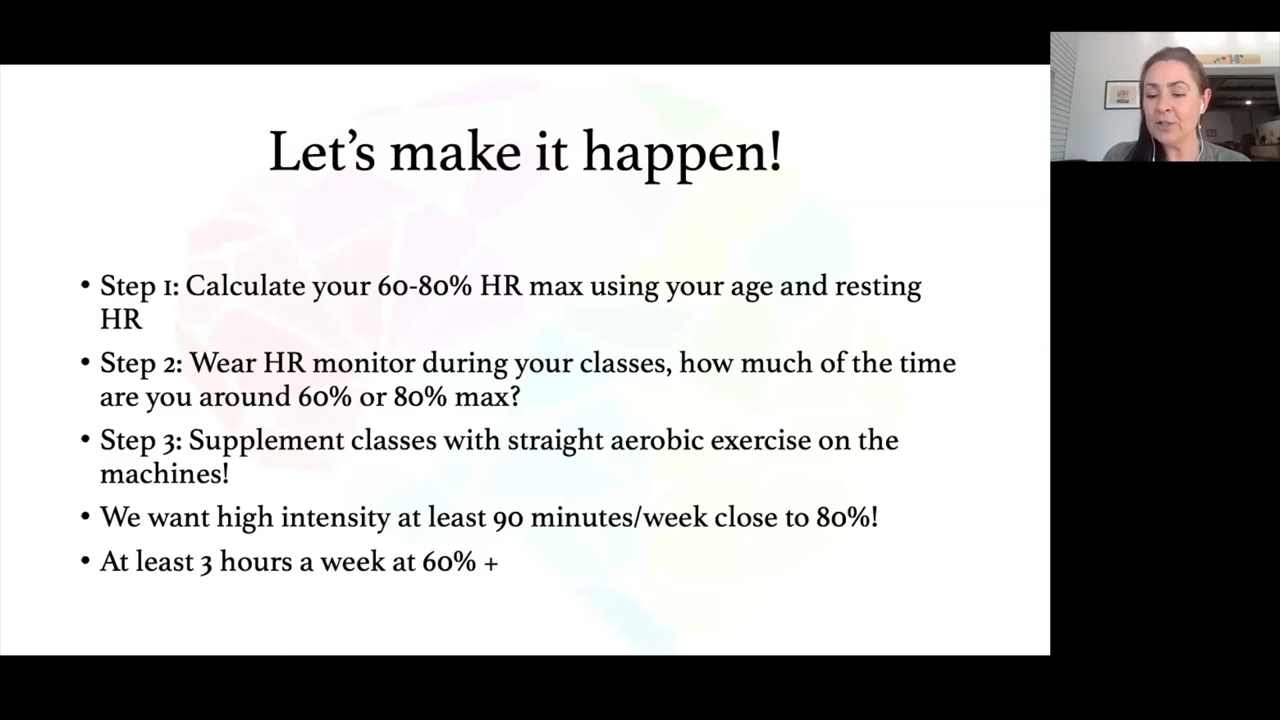 Let's make it happen!
• Step 1: Calculate your 60-80% HR max using your age and resting
HR
• Step 2: Wear HR monitor during your classes, how much of the time
are you around 60% or 80% max?
• Step 3: Supplement classes with straight aerobic exercise on the
machines!
• We want high intensity at least 90 minutes/week close to 80%!
• At least 3 hours a week at 60% +